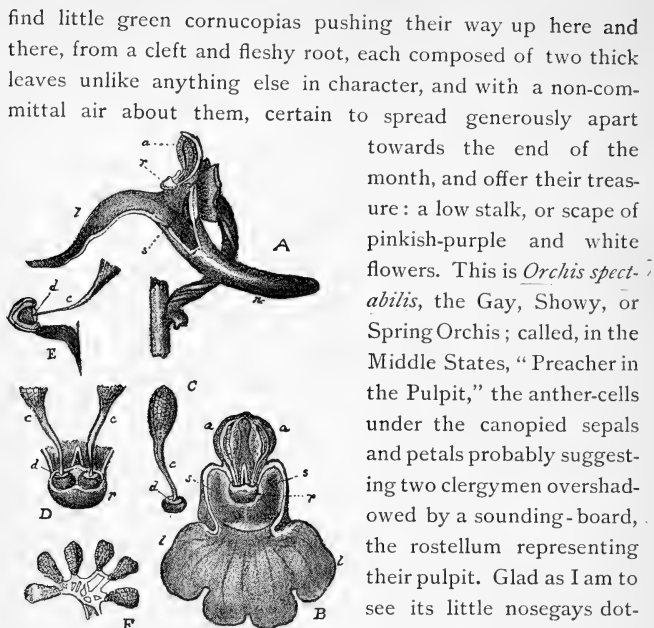 find little green cornucopias pushing their way up here and
there, from a cleft and fleshy root, each composed of two thick
leaves unlike anything else in character, and with a non-com-
mittal air about them, certain to spread generously apart
towards the end of the
month, and offer their treas-
ure: a low stalk, or scape of
pinkish-purple and white
flowers. This is Orchis spect-
abilis, the Gay, Showy, or
Spring Orchis; called, in the
Middle States, “Preacher in
the Pulpit,” the anther-cells
under the canopied sepals
and petals probably suggest-
ing two clergymen overshad-
owed by a sounding-board,
the rostellum representing
their pulpit. Glad as I am to
see its little nosegays dot-
a
r
l
s
A
n
d
c
E
C
c
c
c
d
d
r
D
a
a
s
s
r
l
l
B
F